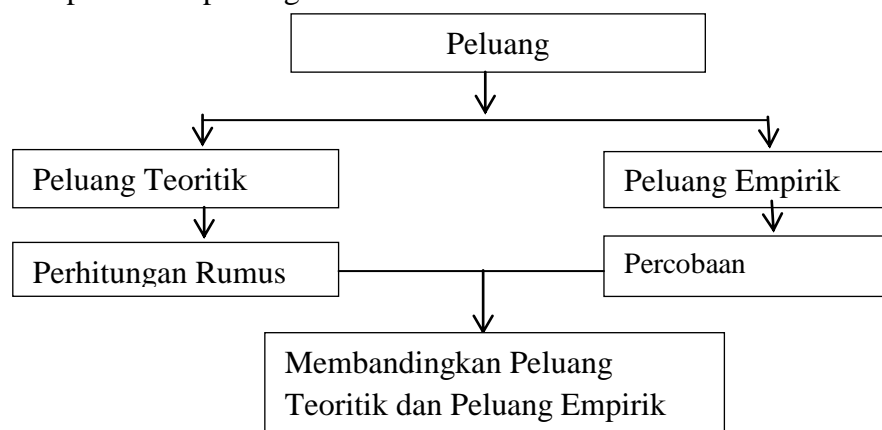 Peluang
Peluang Teoritik
Peluang Empirik
Perhitungan Rumus
Percobaan
Membandingkan Peluang
Teoritik dan Peluang Empirik